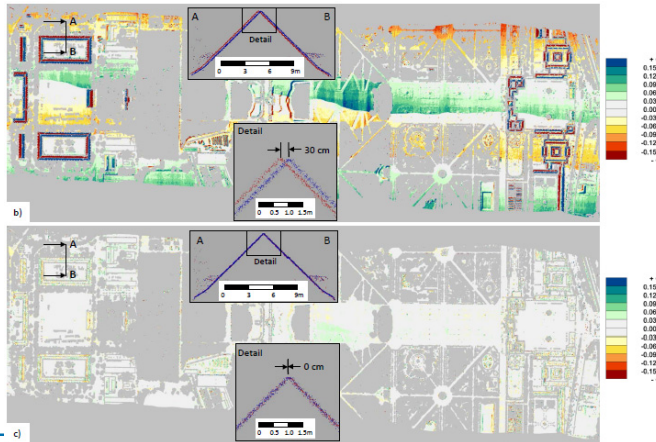 A
B
A B
Detail
0 3 6 9m
Detail
30 cm
0 0.5 1.0 1.5m
b)
+
0.15
0.12
0.09
0.06
0.03
0.00
-0.03
-0.06
-0.09
-0.12
-0.15
-
A
B
A B
Detail
0 3 6 9m
Detail
0 cm
0 0.5 1.0 1.5m
c)
+
0.15
0.12
0.09
0.06
0.03
0.00
-0.03
-0.06
-0.09
-0.12
-0.15
-